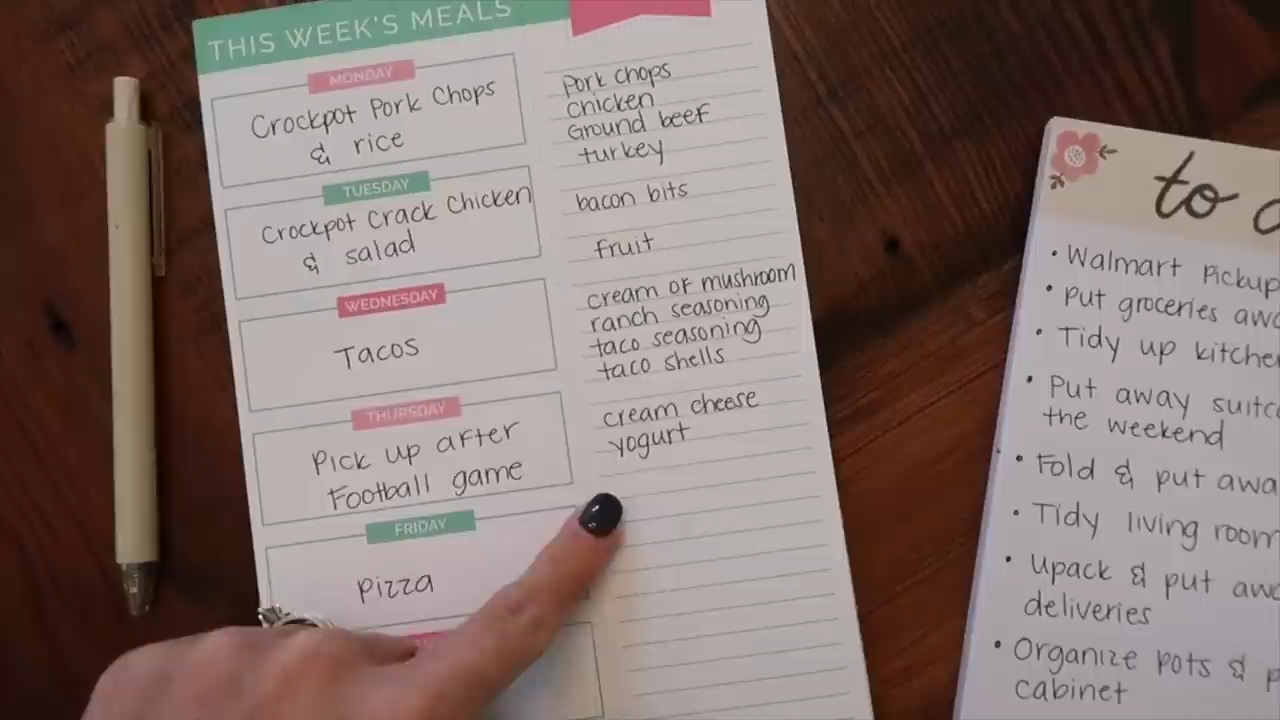 THIS WEEK'S MEALS
MONDAY
Crockpot Pork Chops
& rice
TUESDAY
Crockpot Crack Chicken
& salad
WEDNESDAY
Tacos
THURSDAY
Pick up after
Football game
FRIDAY
Pizza
Pork chops
chicken
Ground beef
turkey
bacon bits
fruit
cream of mushroom
ranch seasoning
taco seasoning
taco shells
cream cheese
yogurt
to
• Walmart Pickup
• Put groceries
• Tidy up
• Put away
the weekend
• Fold & put
• Tidy living room
• Upack & put
deliveries
• Organize pots &
cabinet